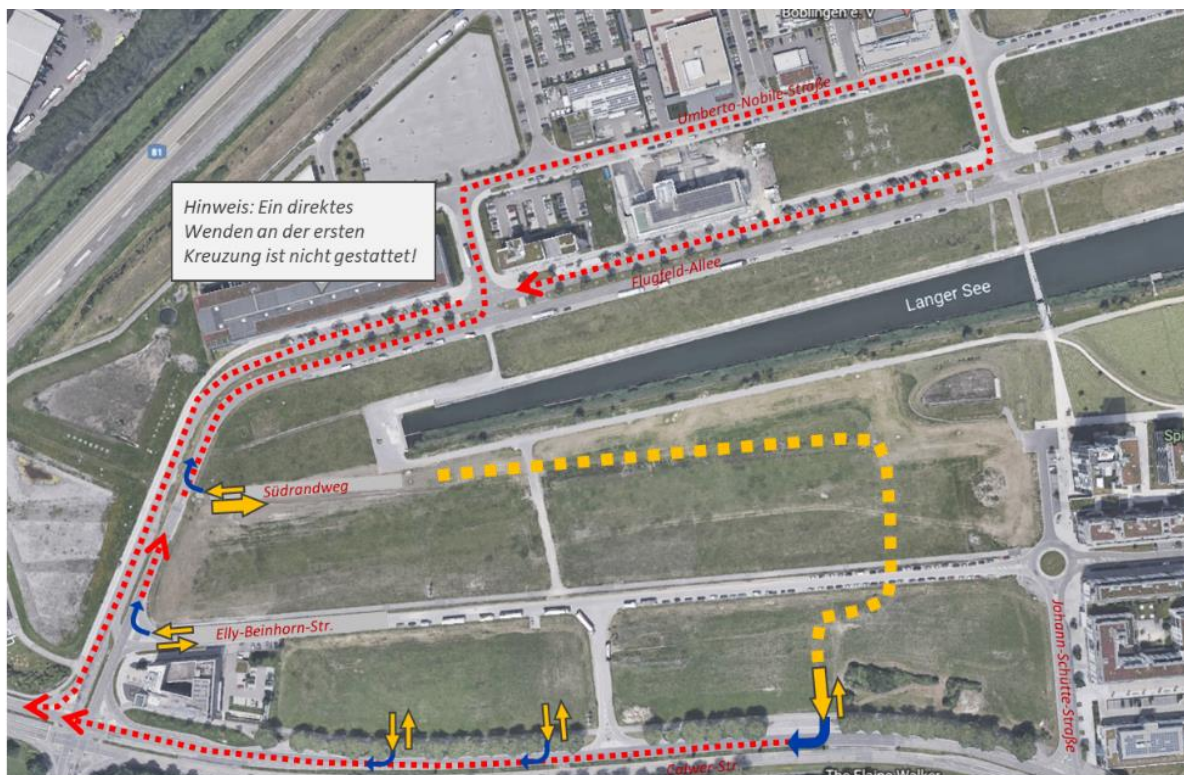 Böblingen e. V
Umberto-Nobile-Straße
81
Hinweis: Ein direktes
Wenden an der ersten
Kreuzung ist nicht gestattet!
Flugfeld-Allee
Langer See
Südrandweg
Elly-Beinhorn-Str.
Johann-Schütte-Straße
Calwer-Str